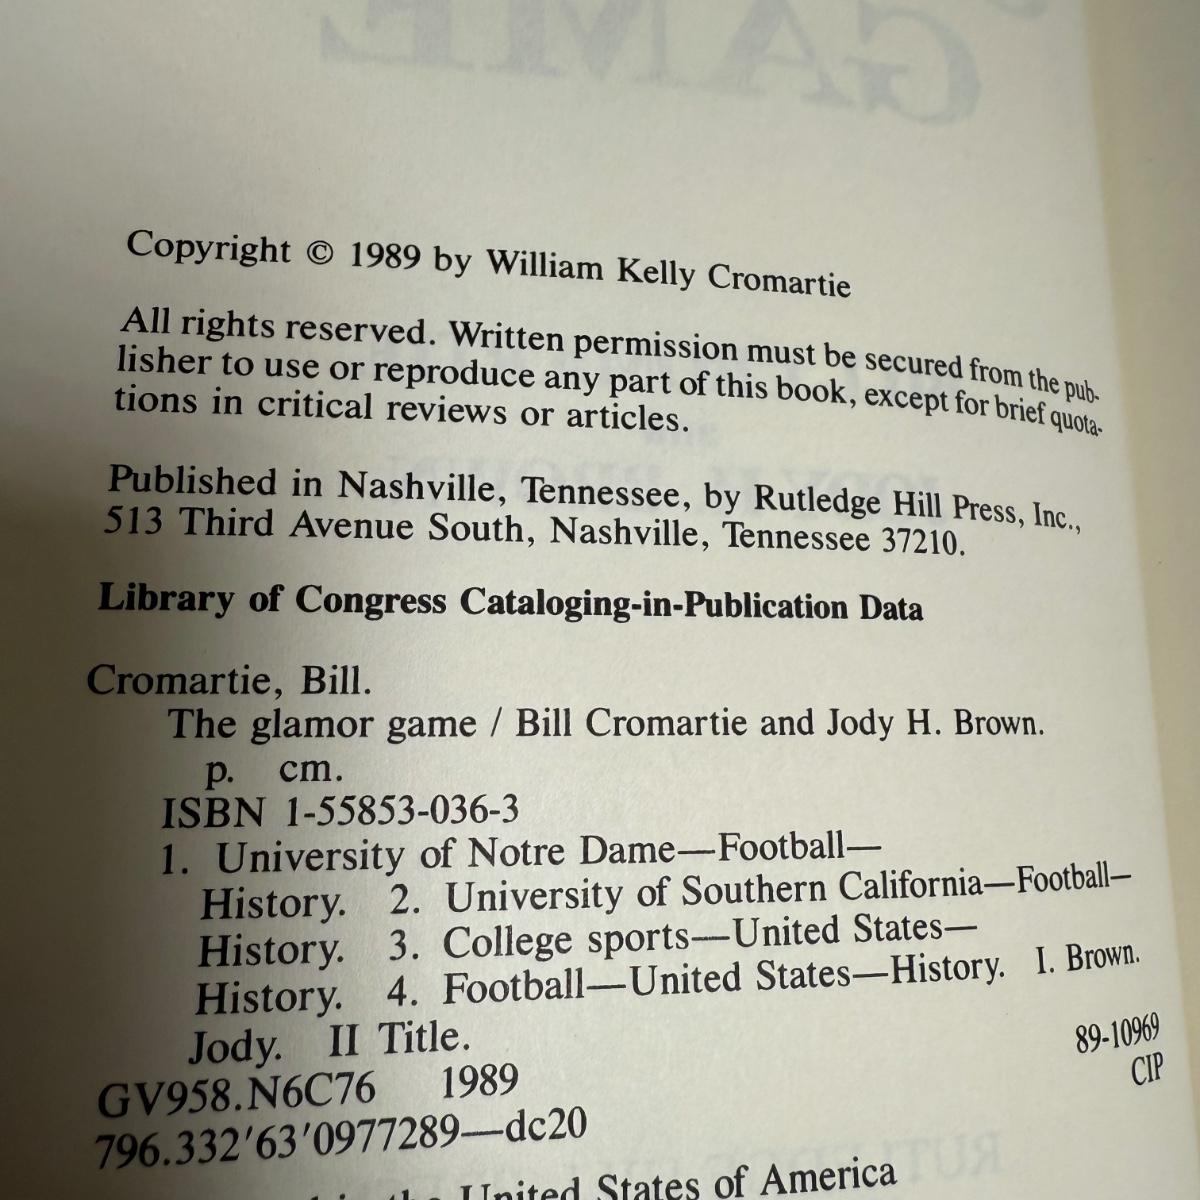 GAME
Copyright © 1989 by William Kelly Cromartie
All rights reserved. Written permission must be secured from the pub-
lisher to use or reproduce any part of this book, except for brief quota-
tions in critical reviews or articles.
Published in Nashville, Tennessee, by Rutledge Hill Press, Inc.,
513 Third Avenue South, Nashville, Tennessee 37210.
Library of Congress Cataloging-in-Publication Data
Cromartie, Bill.
The glamor game / Bill Cromartie and Jody H. Brown.
p. cm.
ISBN 1-55853-036-3
1. University of Notre Dame—Football—
History. 2. University of Southern California—Football—
History. 3. College sports—United States—
History. 4. Football—United States—History. I. Brown.
Jody. II Title.
GV958.N6C76 1989
89-10969
796.332'63'0977289—dc20
CIP
in the United States of America